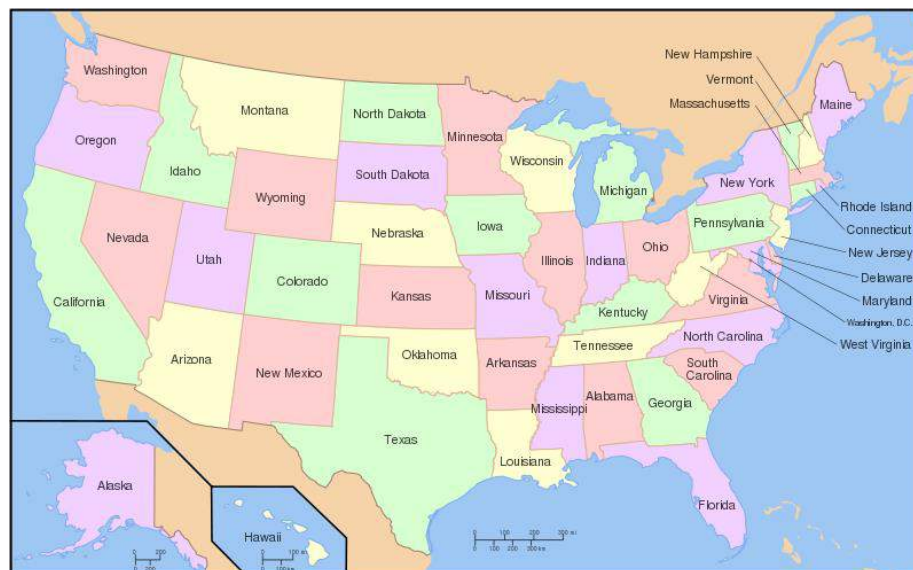 Washington
Montana
North Dakota
Minnesota
New Hampshire
Vermont
Massachusetts
Maine
Oregon
Idaho
Wyoming
South Dakota
Wisconsin
Michigan
New York
Rhode Island
Connecticut
New Jersey
Delaware
Maryland
Washington, D.C.
West Virginia
Nevada
Utah
Colorado
Nebraska
Iowa
Illinois
Indiana
Ohio
Pennsylvania
California
Kansas
Missouri
Kentucky
Virginia
Arizona
New Mexico
Oklahoma
Arkansas
Tennessee
North Carolina
South
Carolina
Texas
Louisiana
Mississippi
Alabama
Georgia
Florida
Alaska
Hawaii